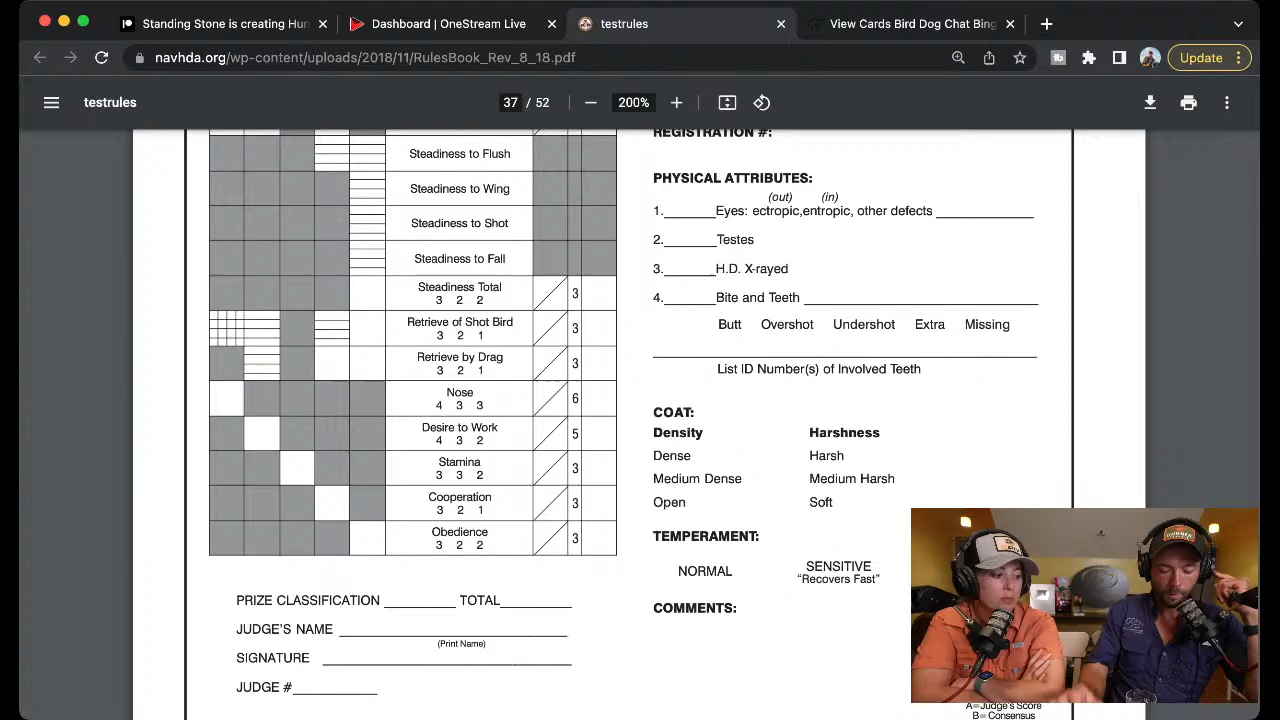 Standing Stone is creating Hun
Dashboard | OneStream Live
testrules
View Cards Bird Dog Chat Bing
navhda.org/wp-content/uploads/2018/11/RulesBook_Rev_8_18.pdf
Update
testrules
37 / 52
200%
Steadiness to Flush
Steadiness to Wing
Steadiness to Shot
Steadiness to Fall
Steadiness Total
3 2 2
3
Retrieve of Shot Bird
3 2 1
3
Retrieve by Drag
3 2 1
3
Nose
4 3 3
6
Desire to Work
4 3 2
5
Stamina
3 3 2
3
Cooperation
3 2 1
3
Obedience
3 2 2
3
PRIZE CLASSIFICATION __________ TOTAL__________
JUDGE'S NAME ________________________________
(Print Name)
SIGNATURE ___________________________________
JUDGE #____________
REGISTRATION #:
PHYSICAL ATTRIBUTES:
(out) (in)
1._______Eyes: ectropic,entropic, other defects ______________
2._______Testes
3._______H.D. X-rayed
4._______Bite and Teeth _________________________________
Butt Overshot Undershot Extra Missing
______________________________________________________
List ID Number(s) of Involved Teeth
COAT:
Density Harshness
Dense Harsh
Medium Dense Medium Harsh
Open Soft
TEMPERAMENT:
NORMAL SENSITIVE
"Recovers Fast"
COMMENTS:
A=Judge's Score
B= Consensus